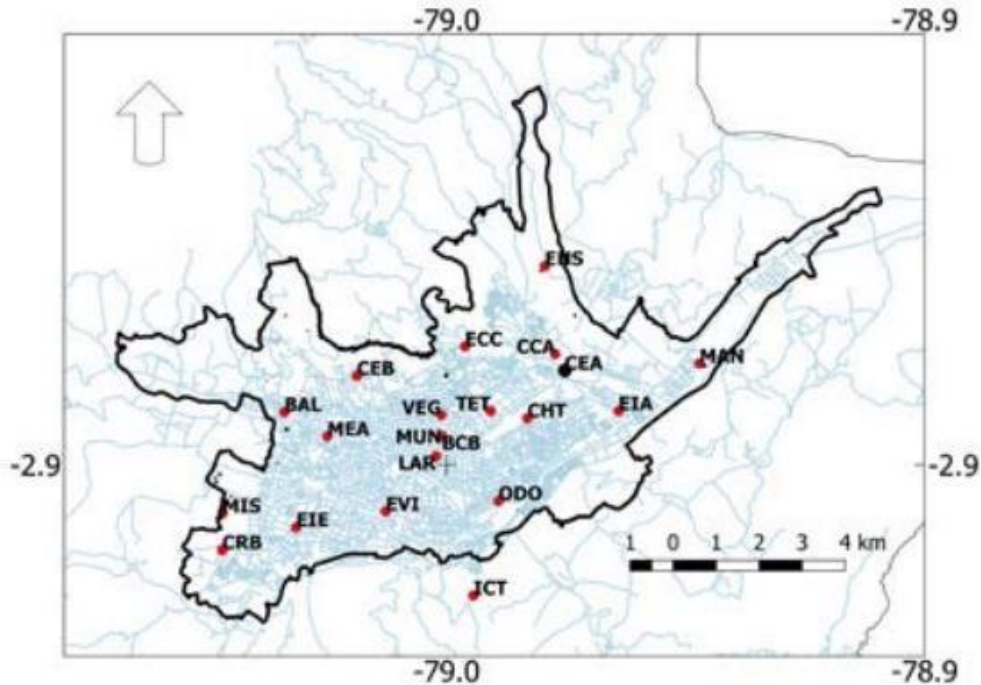 -79.0 -78.9
EHS
ECC
CCA
CEA
MAN
CEB
BAL
VEG
TET
CHT
EIA
MEA
MUN
BCB
-2.9
LAR
-2.9
MIS
EVI
ODO
EIE
CRB
1 0 1 2 3 4 km
ICT
-79.0 -78.9